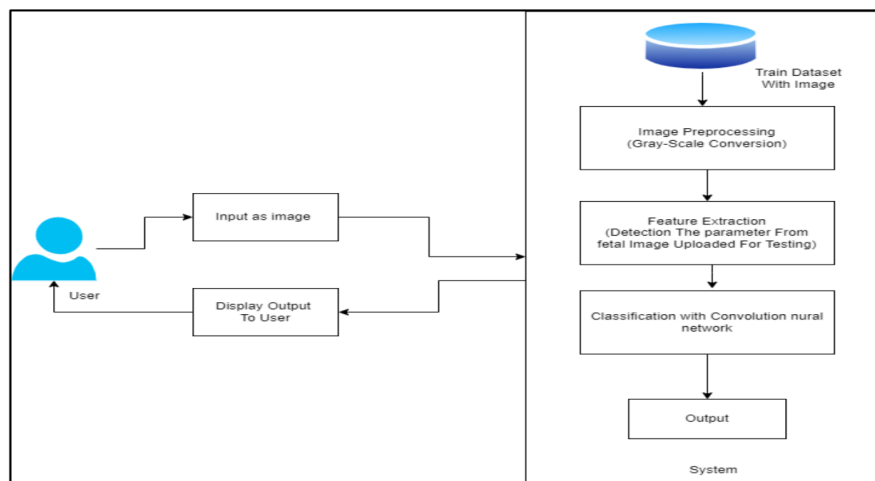 Train Dataset
With Image
Image Preprocessing
(Gray-Scale Conversion)
Input as image
Feature Extraction
(Detection The parameter From
fetal Image Uploaded For Testing)
User
Display Output
To User
Classification with Convolution nural
network
Output
System